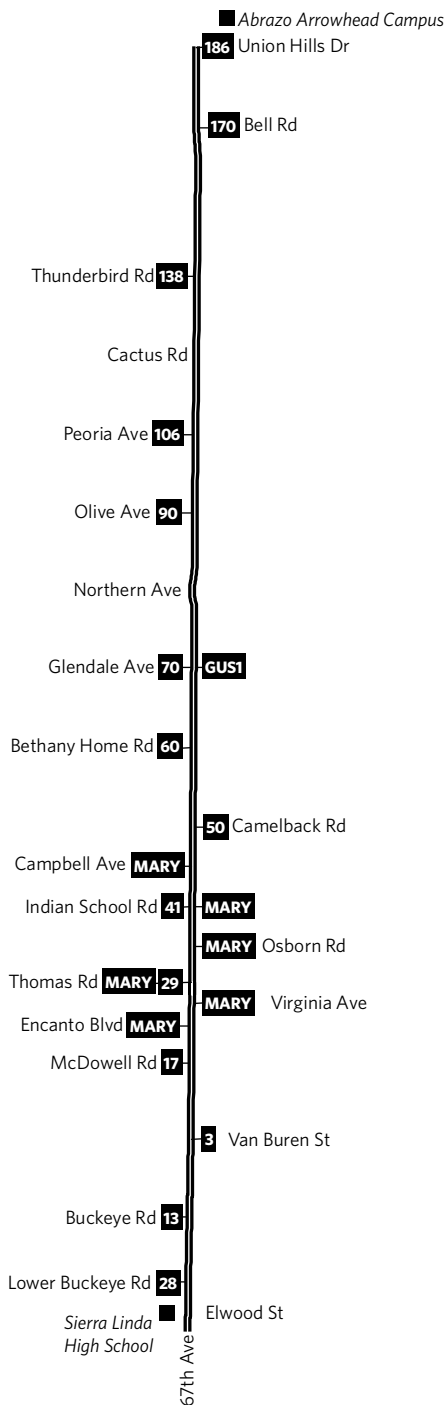 Abrazo Arrowhead Campus
186 Union Hills Dr
170 Bell Rd
Thunderbird Rd 138
Cactus Rd
Peoria Ave 106
Olive Ave 90
Northern Ave
Glendale Ave 70 GUS1
Bethany Home Rd 60
50 Camelback Rd
Campbell Ave MARY
Indian School Rd 41 MARY
MARY Osborn Rd
Thomas Rd MARY 29
MARY Virginia Ave
Encanto Blvd MARY
McDowell Rd 17
3 Van Buren St
Buckeye Rd 13
Lower Buckeye Rd 28
Elwood St
Sierra Linda
High School
67th Ave